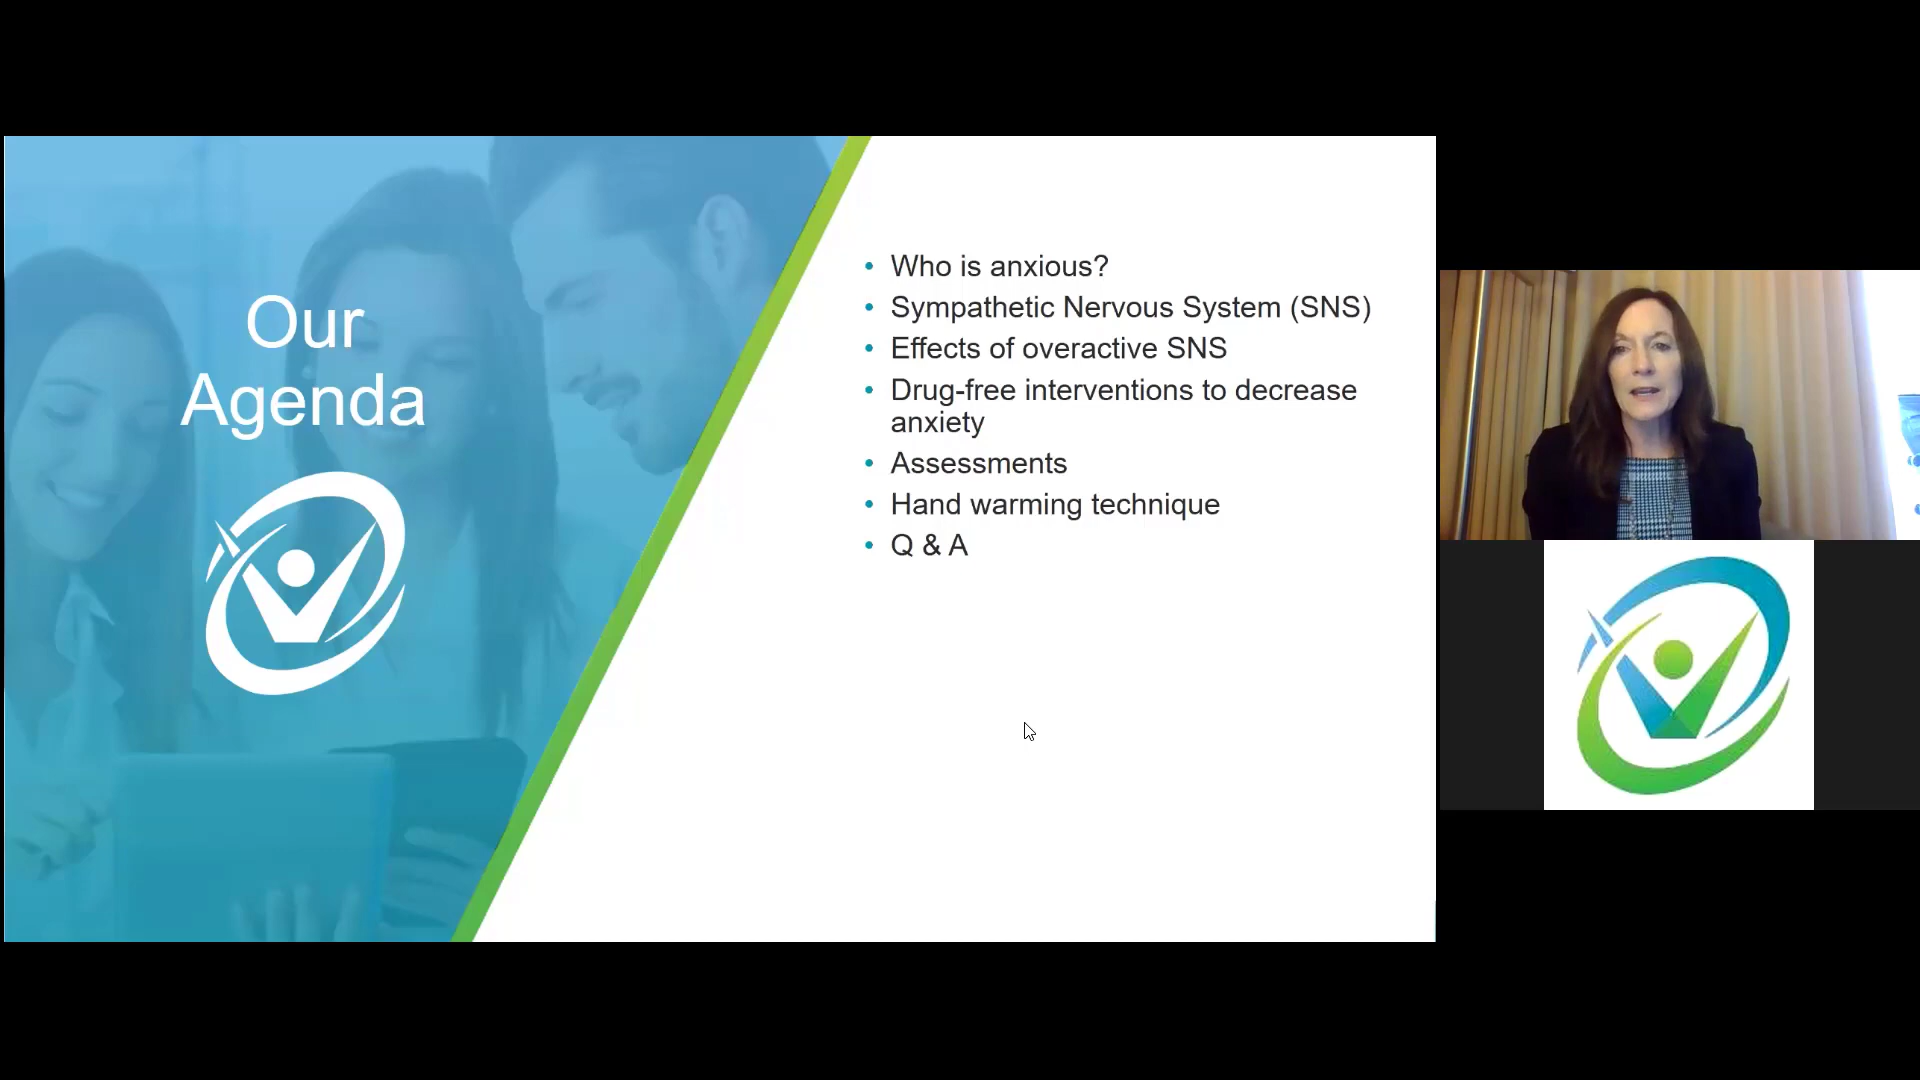 Our
Agenda
• Who is anxious?
• Sympathetic Nervous System (SNS)
• Effects of overactive SNS
• Drug-free interventions to decrease
anxiety
• Assessments
• Hand warming technique
• Q & A